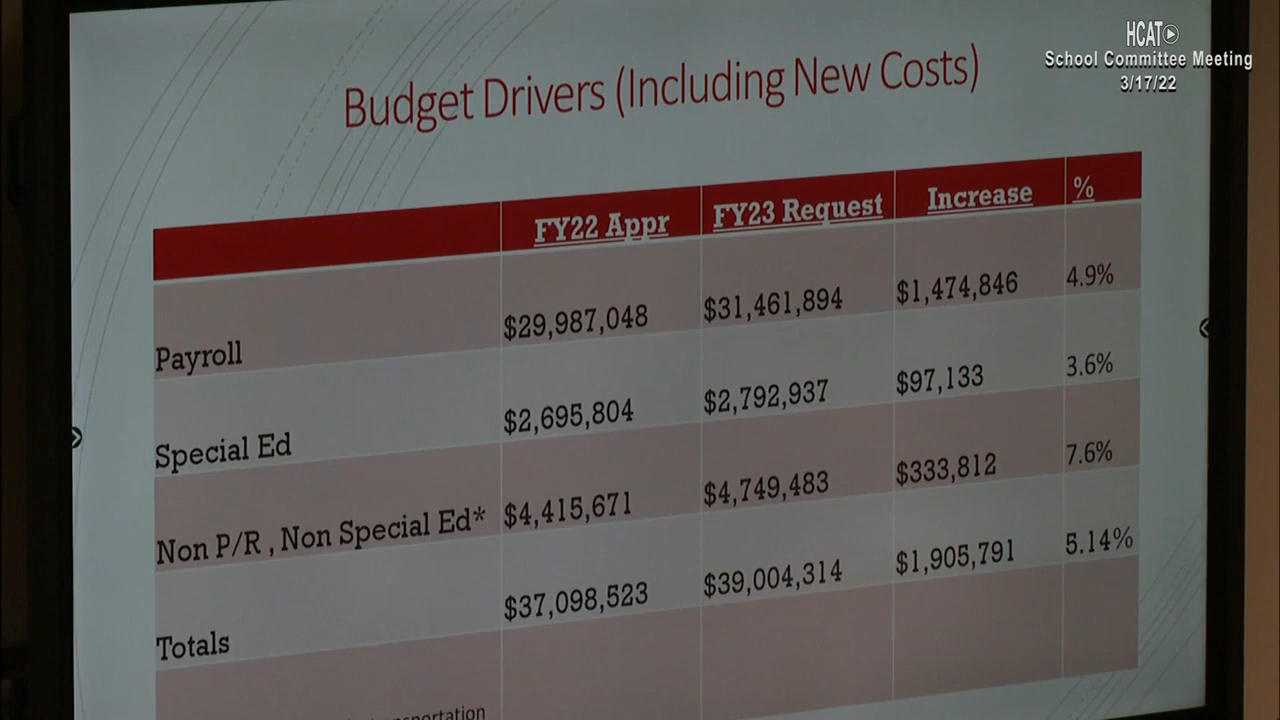 HCAT
School Committee Meeting
3/17/22
Budget Drivers (Including New Costs)
FY22 Appr FY23 Request Increase %
Payroll $29,987,048 $31,461,894 $1,474,846 4.9%
Special Ed $2,695,804 $2,792,937 $97,133 3.6%
Non P/R , Non Special Ed* $4,415,671 $4,749,483 $333,812 7.6%
Totals $37,098,523 $39,004,314 $1,905,791 5.14%